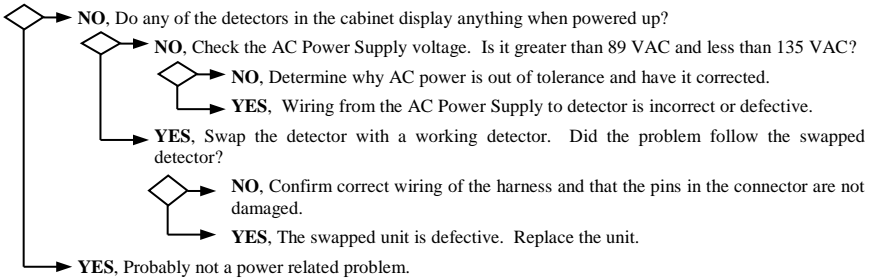 NO, Do any of the detectors in the cabinet display anything when powered up?
NO, Check the AC Power Supply voltage. Is it greater than 89 VAC and less than 135 VAC?
NO, Determine why AC power is out of tolerance and have it corrected.
YES, Wiring from the AC Power Supply to detector is incorrect or defective.
YES, Swap the detector with a working detector. Did the problem follow the swapped
detector?
NO, Confirm correct wiring of the harness and that the pins in the connector are not
damaged.
YES, The swapped unit is defective. Replace the unit.
YES, Probably not a power related problem.